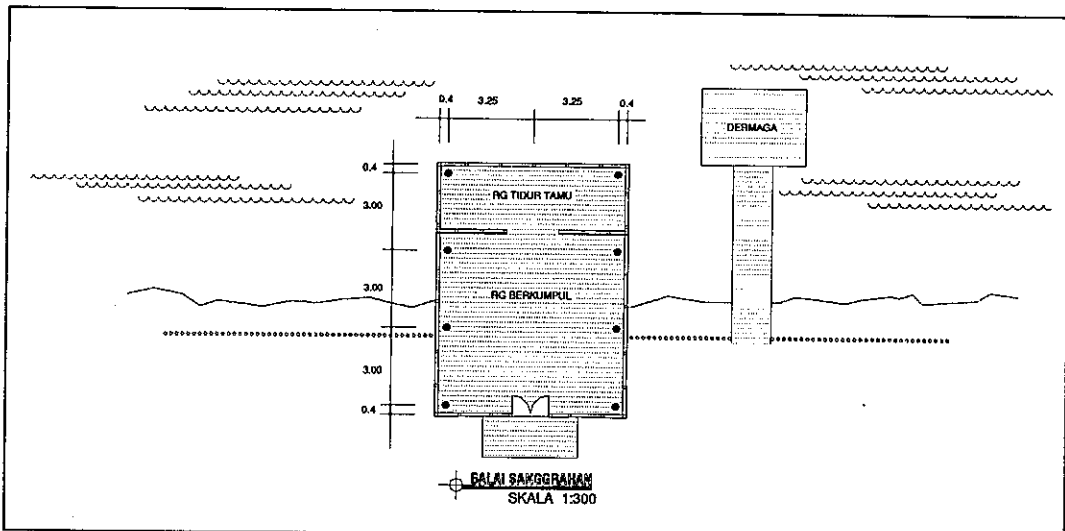 0.4 3.25 3.25 0.4
DERMAGA
0.4
RG TIDUR TAMU
3.00
3.00
RG BERKUMPUL
3.00
0.4
BALAI SANGGRAHAN
SKALA 1:300